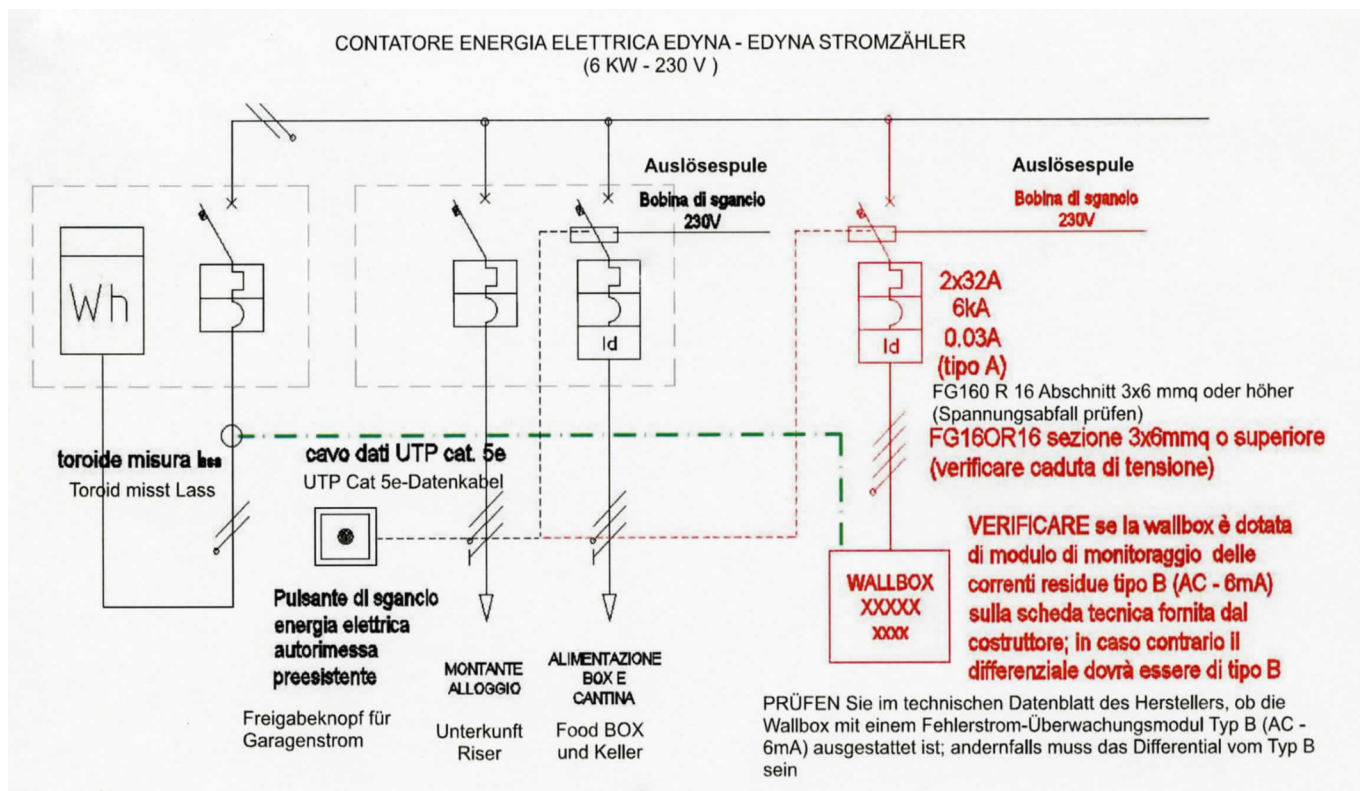 CONTATORE ENERGIA ELETTRICA EDYNA - EDYNA STROMZÄHLER
(6 KW - 230 V )
Auslösespule
Bobina di sgancio
230V
Auslösespule
Bobina di sgancio
230V
Wh
Id
Id
2x32A
6kA
0.03A
(tipo A)
FG160 R 16 Abschnitt 3x6 mmq oder höher
(Spannungsabfall prüfen)
FG16OR16 sezione 3x6mmq o superiore
(verificare caduta di tensione)
toroide misura
Toroid misst Lass
cavo dati UTP cat. 5e
UTP Cat 5e-Datenkabel
Pulsante di sgancio
energia elettrica
autorimessa
preesistente
Freigabeknopf für
Garagenstrom
MONTANTE
ALLOGGIO
Unterkunft
Riser
ALIMENTAZIONE
BOX E
CANTINA
Food BOX
und Keller
WALLBOX
XXXXX
xxxx
VERIFICARE se la wallbox è dotata
di modulo di monitoraggio delle
correnti residue tipo B (AC - 6mA)
sulla scheda tecnica fornita dal
costruttore; in caso contrario il
differenziale dovrà essere di tipo B
PRÜFEN Sie im technischen Datenblatt des Herstellers, ob die
Wallbox mit einem Fehlerstrom-Überwachungsmodul Typ B (AC -
6mA) ausgestattet ist; andernfalls muss das Differential vom Typ B
sein